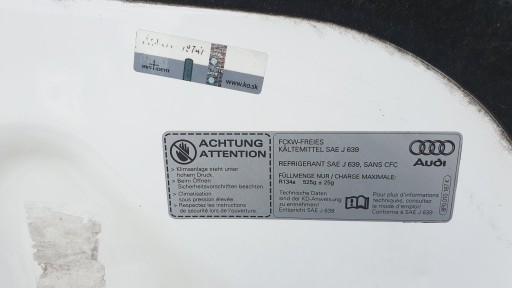 www.ko.sk
ACHTUNG
ATTENTION
> Klimaanlage steht unter
hohem Druck.
> Beim Öffnen
Sicherheitsvorschriften beachten.
> Climatisation
sous pression élevée.
> Respectez les instructions
de sécurité lors de l'ouverture.
FCKW-FREIES
KÄLTEMITTEL SAE J 639
REFRIGERANT SAE J 639, SANS CFC
FÜLLMENGE NUR / CHARGE MAXIMALE:
R134a 525g ± 25g
Technische Daten
sind der KD-Anweisung
zu entnehmen!
Entspricht SAE J 639
Audi
Pour plus d'informations
techniques, consultez
le mode d'emploi!
Conforme à SAE J 639